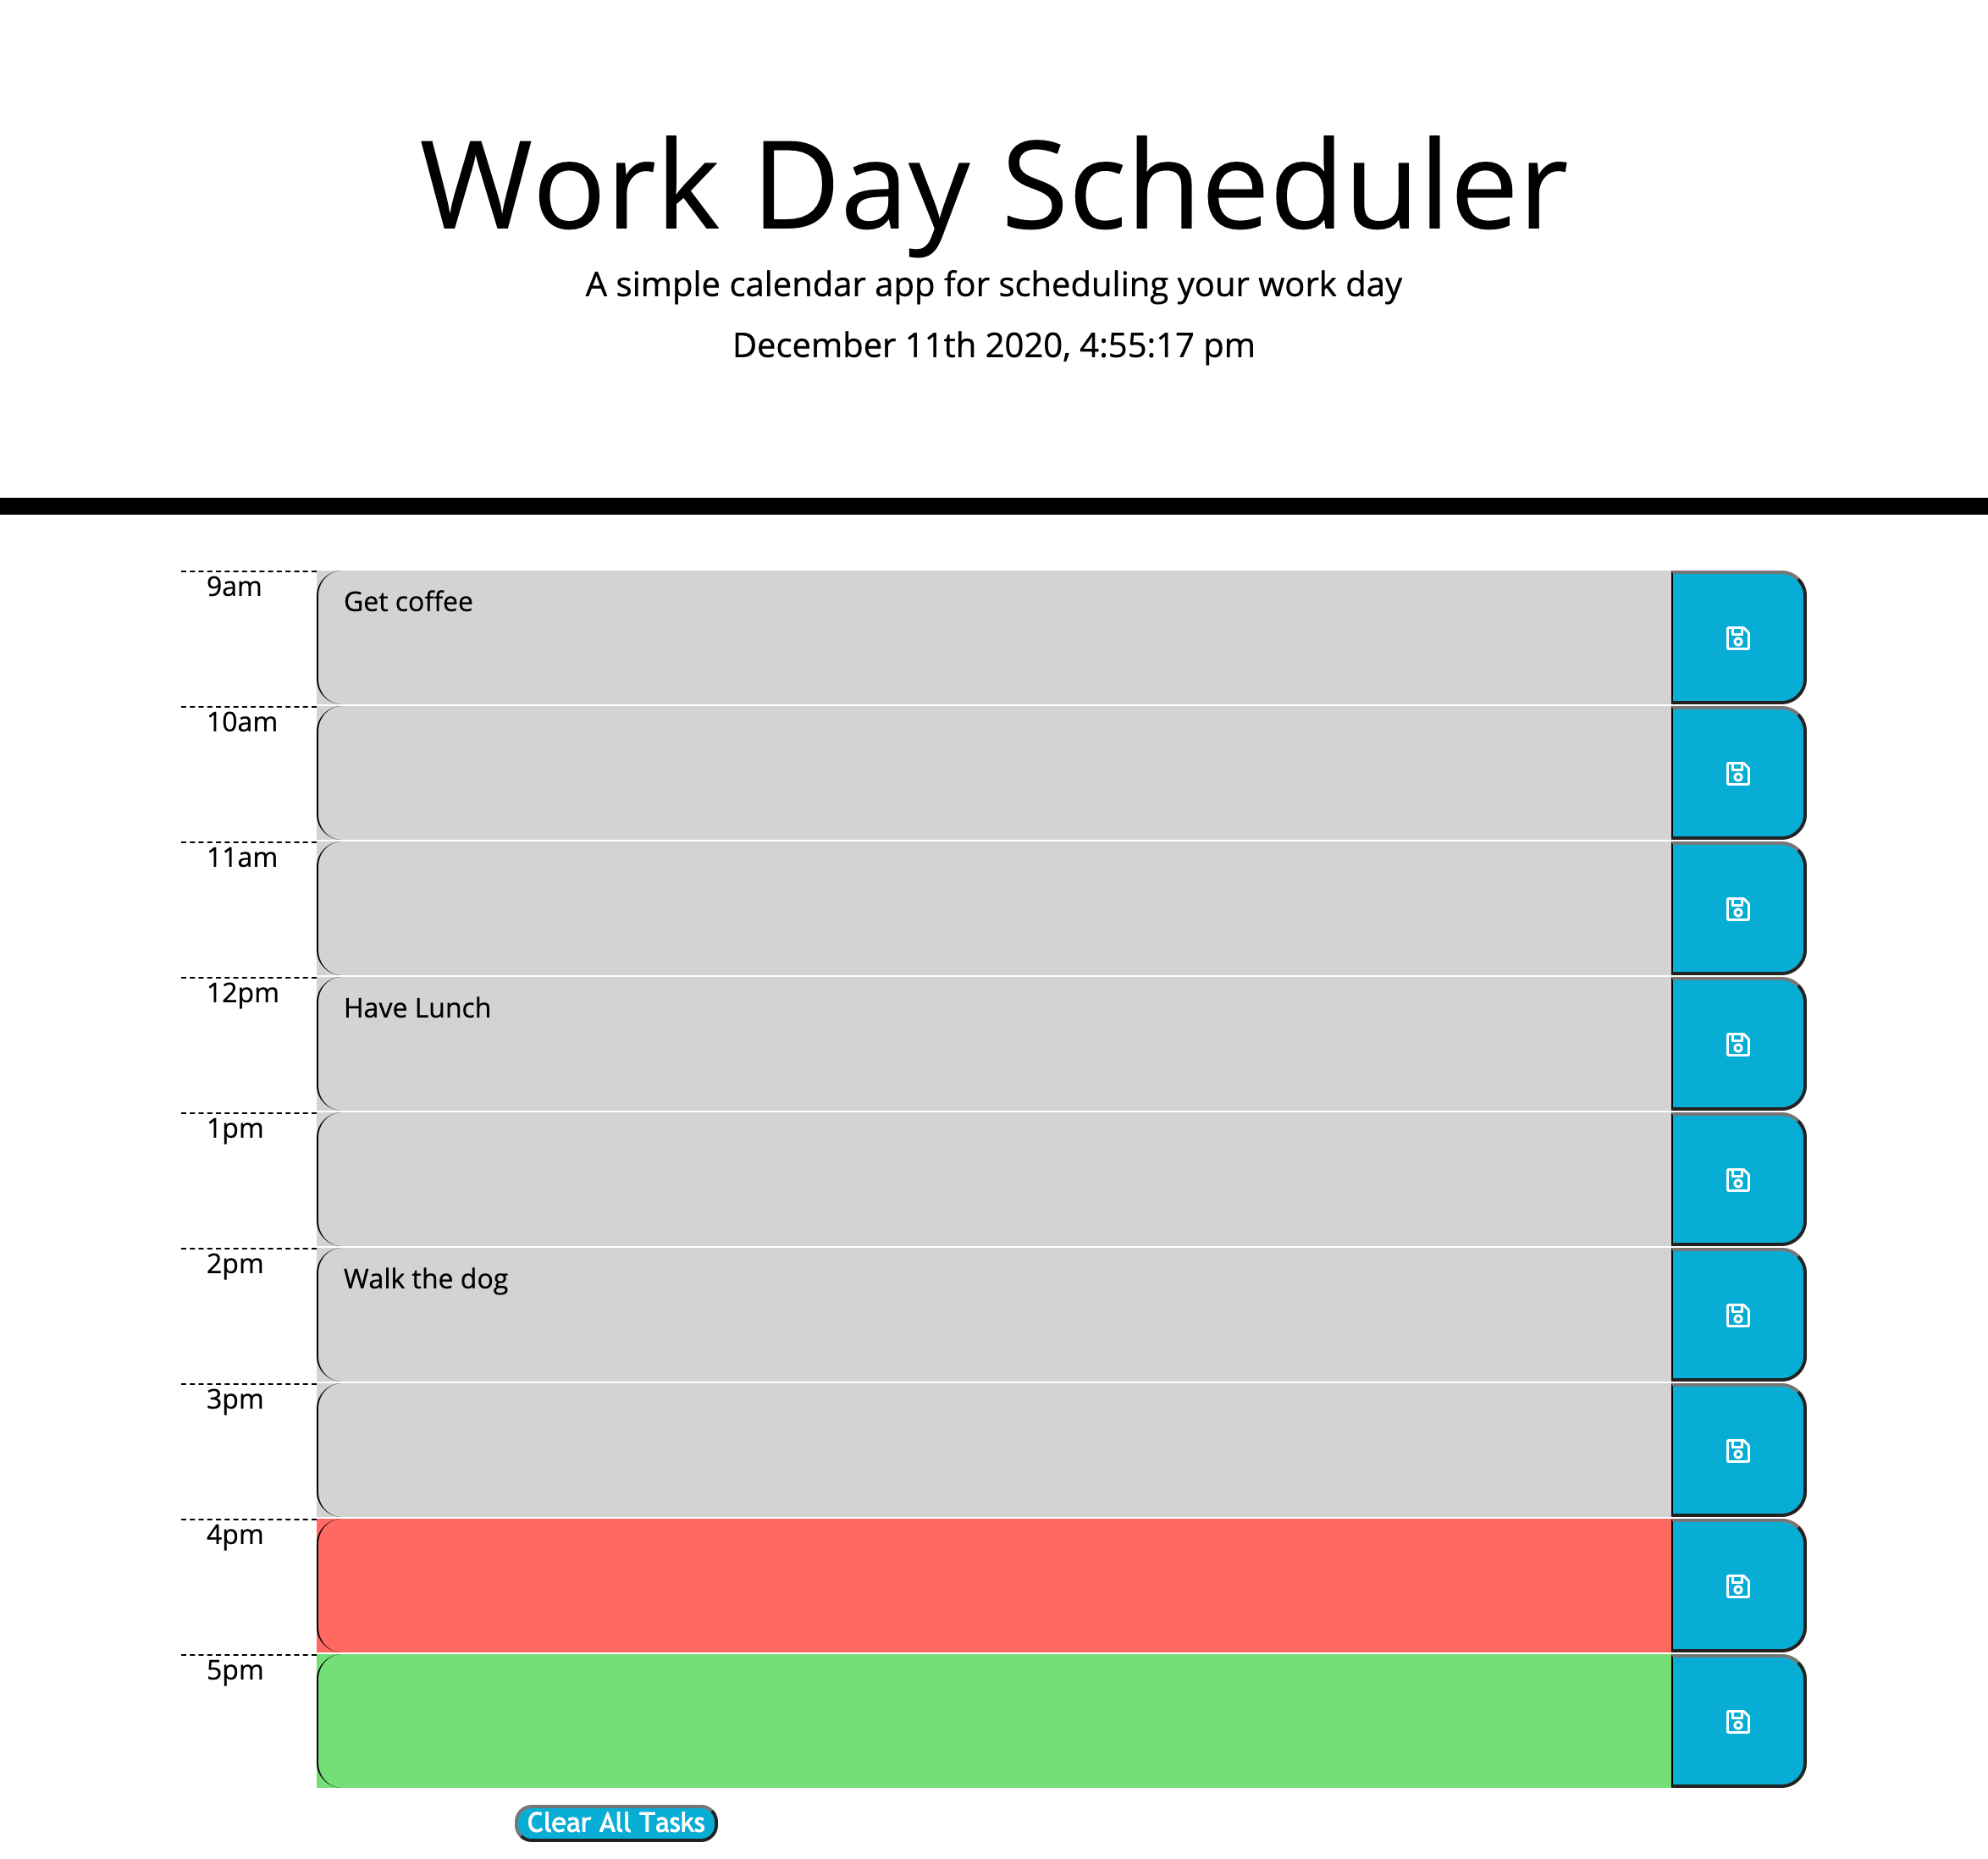 Work Day Scheduler
A simple calendar app for scheduling your work day
December 11th 2020, 4:55:17 pm
9am
Get coffee
10am
11am
12pm
Have Lunch
1pm
2pm
Walk the dog
3pm
4pm
5pm
Clear All Tasks